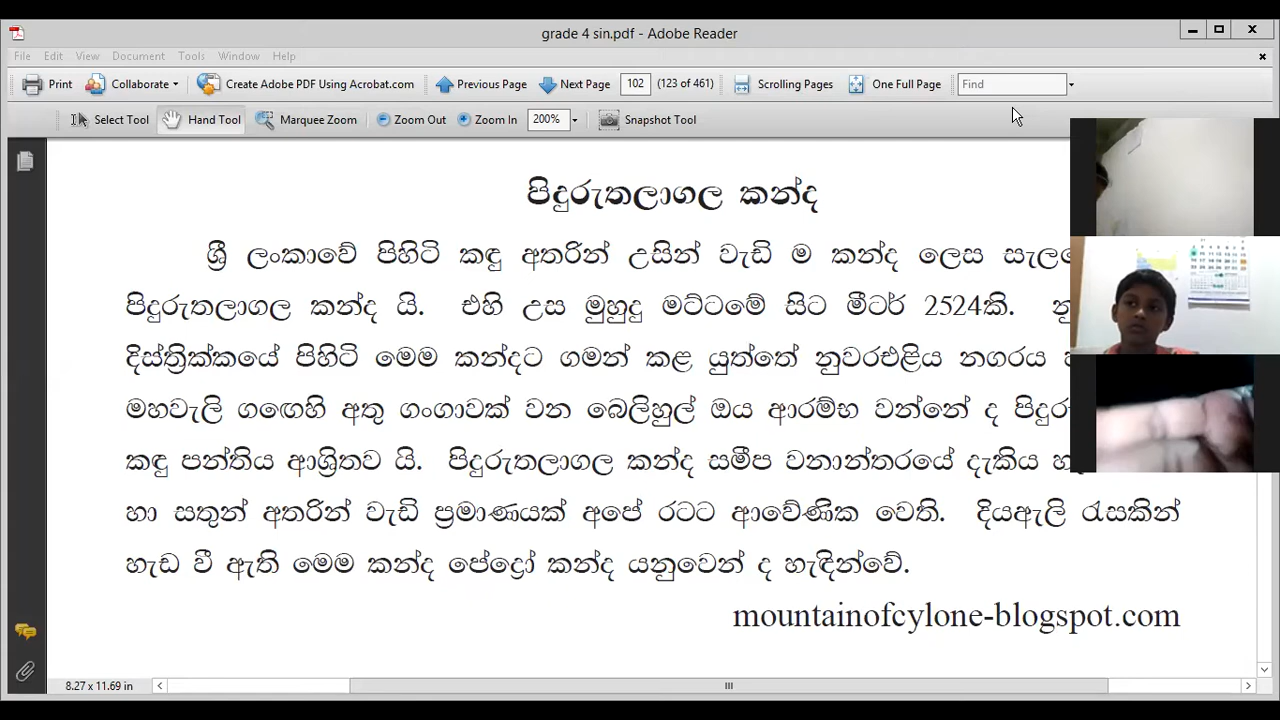 grade 4 sin.pdf - Adobe Reader
File Edit View Document Tools Window Help
Print Collaborate Create Adobe PDF Using Acrobat.com Previous Page Next Page 102 (123 of 461) Scrolling Pages One Full Page Find
Select Tool Hand Tool Marquee Zoom Zoom Out Zoom In 200% Snapshot Tool
පිදුරුතලාගල කන්ද
ශ්‍රී ලංකාවේ පිහිටි කඳු අතරින් උසින් වැඩි ම කන්ද ලෙස
පිදුරුතලාගල කන්ද යි. එහි උස මුහුදු මට්ටමේ සිට මීටර් 2524කි.
දිස්ත්‍රික්කයේ පිහිටි මෙම කන්දට ගමන් කළ යුත්තේ නුවරඑළිය නගරය
මහවැලි ගඟෙහි අතු ගංගාවක් වන බෙලිහුල් ඔය ආරම්භ වන්නේ ද
කඳු පන්තිය ආශ්‍රිතව යි. පිදුරුතලාගල කන්ද සමීප වනාන්තරයේ දැකිය
හා සතුන් අතරින් වැඩි ප්‍රමාණයක් අපේ රටට ආවේණික වෙති. දියඇලි රැසකින්
හැඩ වී ඇති මෙම කන්ද පේද්‍රෝ කන්ද යනුවෙන් ද හැඳින්වේ.
mountainofcylone-blogspot.com
8.27 x 11.69 in